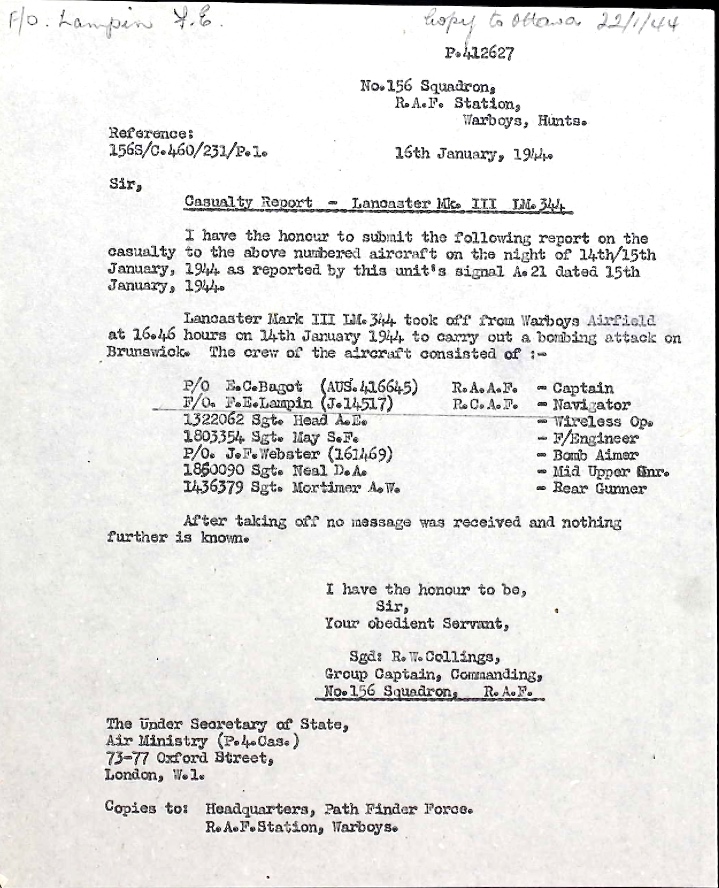 F/O. Lampin F.E.
Copy to Ottawa 22/1/44
P.412627
No.156 Squadron,
R.A.F. Station,
Warboys, Hunts.
Reference:
156S/C.460/231/P.1.
16th January, 1944.
Sir,
Casualty Report - Lancaster Mk. III LM.344
I have the honour to submit the following report on the
casualty to the above numbered aircraft on the night of 14th/15th
January, 1944 as reported by this unit's signal A.21 dated 15th
January, 1944.
Lancaster Mark III LM.344 took off from Warboys Airfield
at 16.46 hours on 14th January 1944 to carry out a bombing attack on
Brunswick. The crew of the aircraft consisted of :-
P/O E.C.Bagot (AUS.416645) R.A.A.F. - Captain
F/O. F.E.Lampin (J.14517) R.C.A.F. - Navigator
1322062 Sgt. Head A.E. - Wireless Op.
1803354 Sgt. May S.F. - F/Engineer
P/O. J.F.Webster (161469) - Bomb Aimer
1860090 Sgt. Neal D.A. - Mid Upper Gnr.
1436379 Sgt. Mortimer A.W. - Rear Gunner
After taking off no message was received and nothing
further is known.
I have the honour to be,
Sir,
Your obedient Servant,
Sgd: R.W.Collings,
Group Captain, Commanding,
No.156 Squadron, R.A.F.
The Under Secretary of State,
Air Ministry (P.4.Cas.)
73-77 Oxford Street,
London, W.1.
Copies to: Headquarters, Path Finder Force.
R.A.F.Station, Warboys.